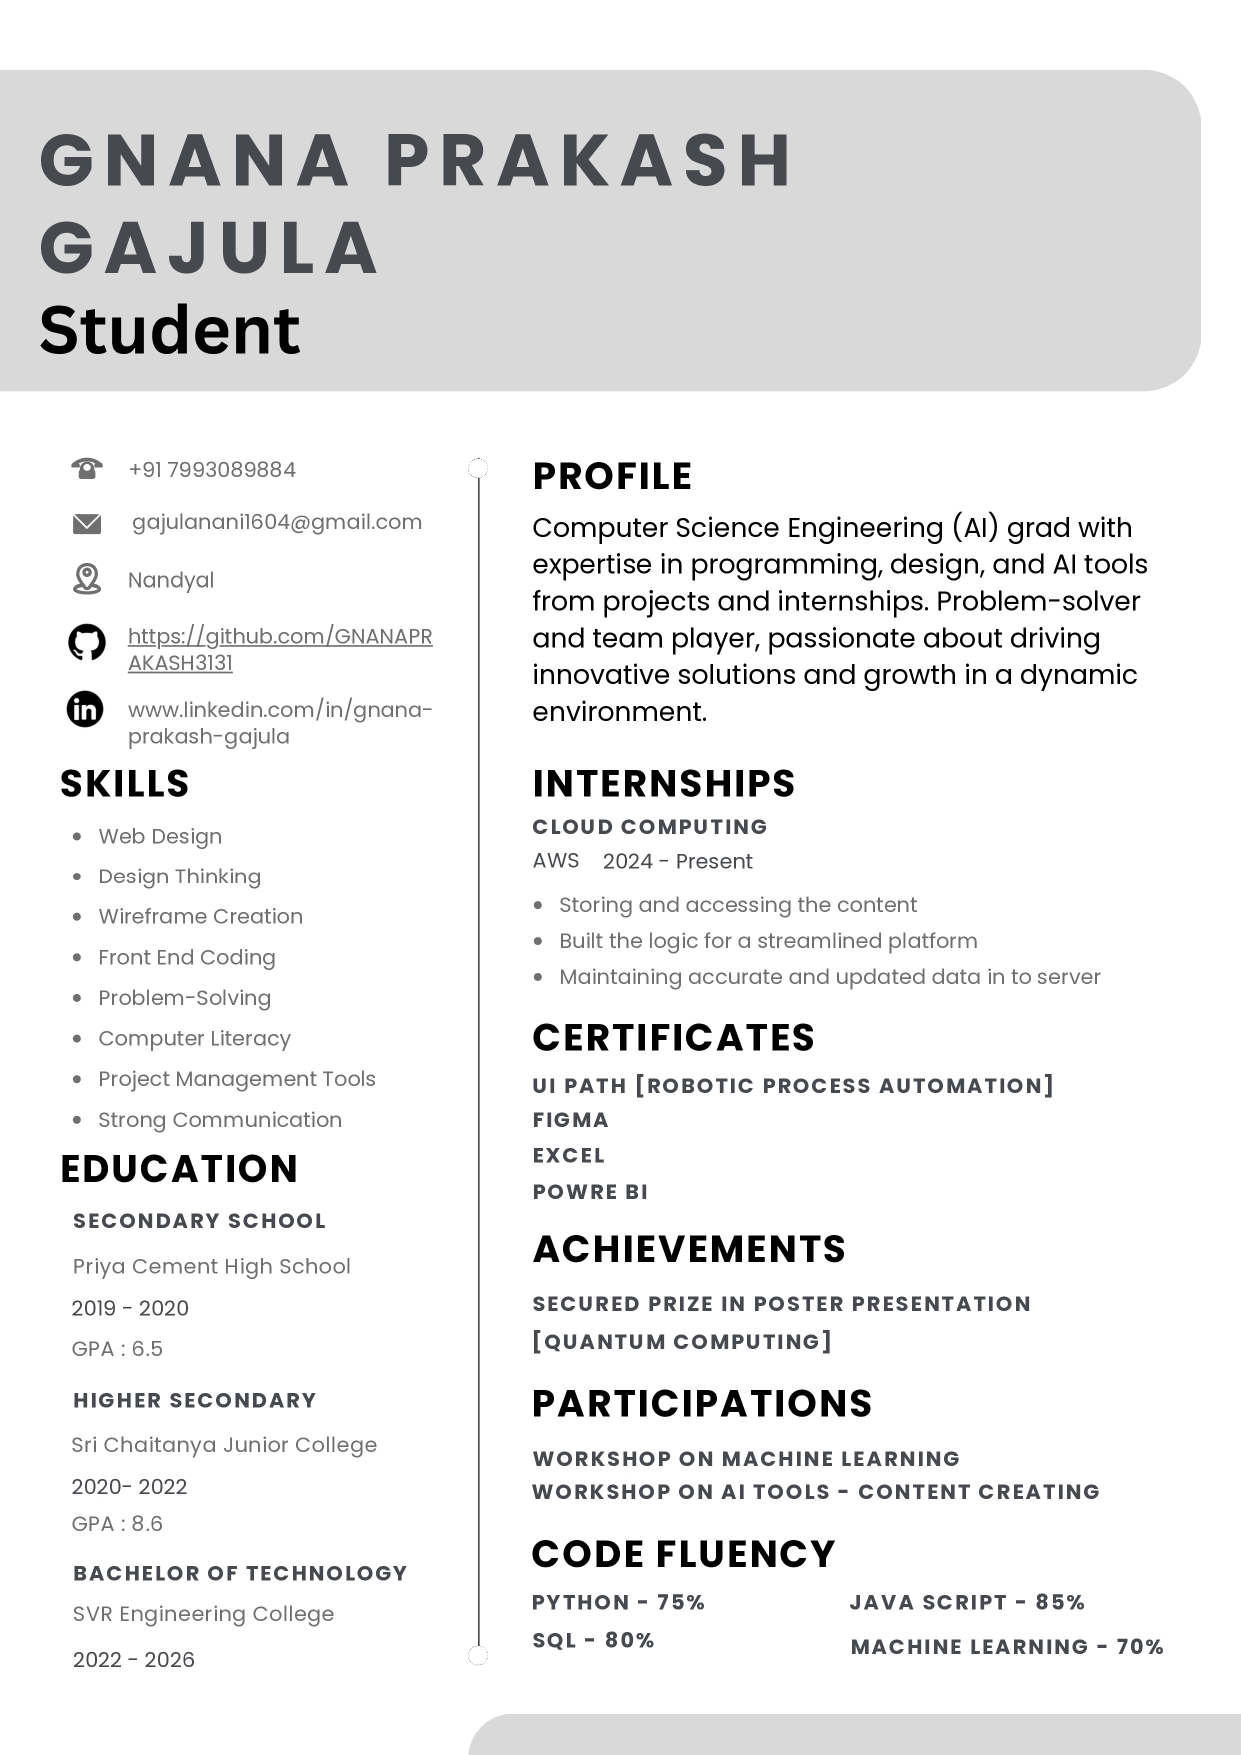 GNANA PRAKASH
GAJULA
Student
+91 7993089884
gajulanani1604@gmail.com
Nandyal
https://github.com/GNANAPR
AKASH3131
www.linkedin.com/in/gnana-
prakash-gajula
SKILLS
• Web Design
• Design Thinking
• Wireframe Creation
• Front End Coding
• Problem-Solving
• Computer Literacy
• Project Management Tools
• Strong Communication
EDUCATION
SECONDARY SCHOOL
Priya Cement High School
2019 - 2020
GPA : 6.5
HIGHER SECONDARY
Sri Chaitanya Junior College
2020- 2022
GPA : 8.6
BACHELOR OF TECHNOLOGY
SVR Engineering College
2022 - 2026
PROFILE
Computer Science Engineering (AI) grad with
expertise in programming, design, and AI tools
from projects and internships. Problem-solver
and team player, passionate about driving
innovative solutions and growth in a dynamic
environment.
INTERNSHIPS
CLOUD COMPUTING
AWS 2024 - Present
• Storing and accessing the content
• Built the logic for a streamlined platform
• Maintaining accurate and updated data in to server
CERTIFICATES
UI PATH [ROBOTIC PROCESS AUTOMATION]
FIGMA
EXCEL
POWRE BI
ACHIEVEMENTS
SECURED PRIZE IN POSTER PRESENTATION
[QUANTUM COMPUTING]
PARTICIPATIONS
WORKSHOP ON MACHINE LEARNING
WORKSHOP ON AI TOOLS - CONTENT CREATING
CODE FLUENCY
PYTHON - 75% JAVA SCRIPT - 85%
SQL - 80% MACHINE LEARNING - 70%